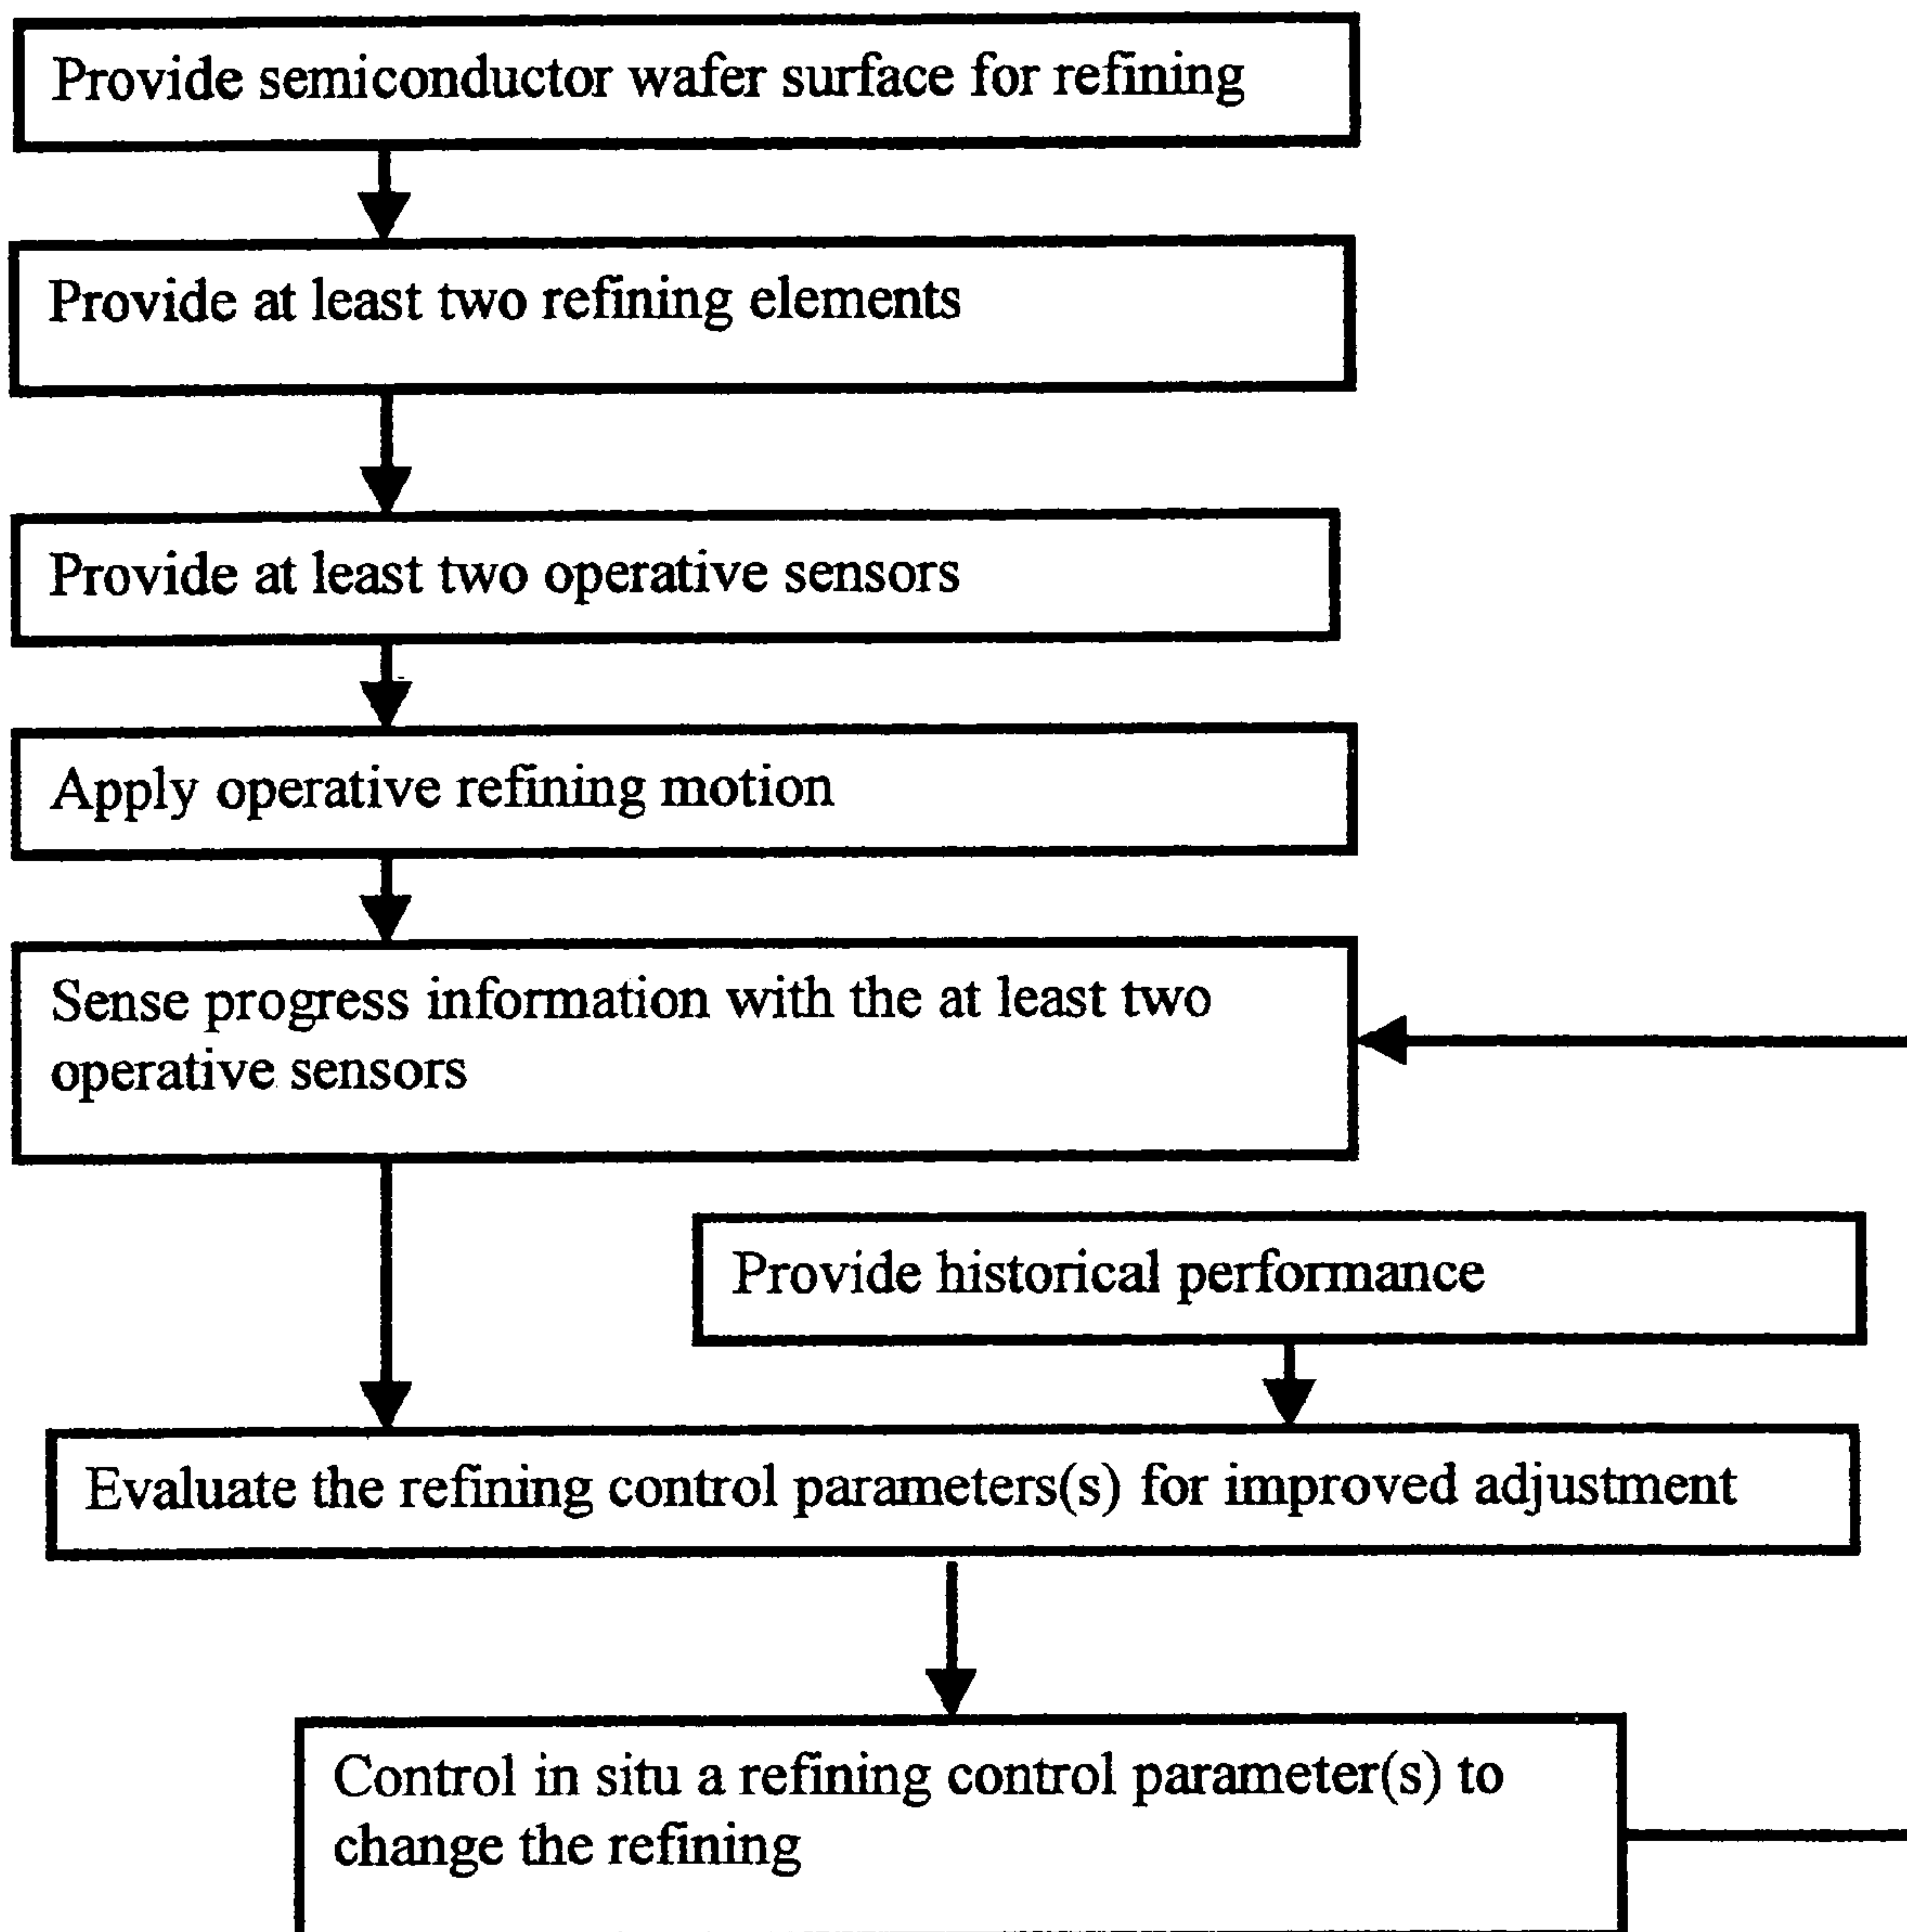 Provide semiconductor wafer surface for refining
Provide at least two refining elements
Provide at least two operative sensors
Apply operative refining motion
Sense progress information with the at least two
operative sensors
Provide historical performance
Evaluate the refining control parameters(s) for improved adjustment
Control in situ a refining control parameter(s) to
change the refining